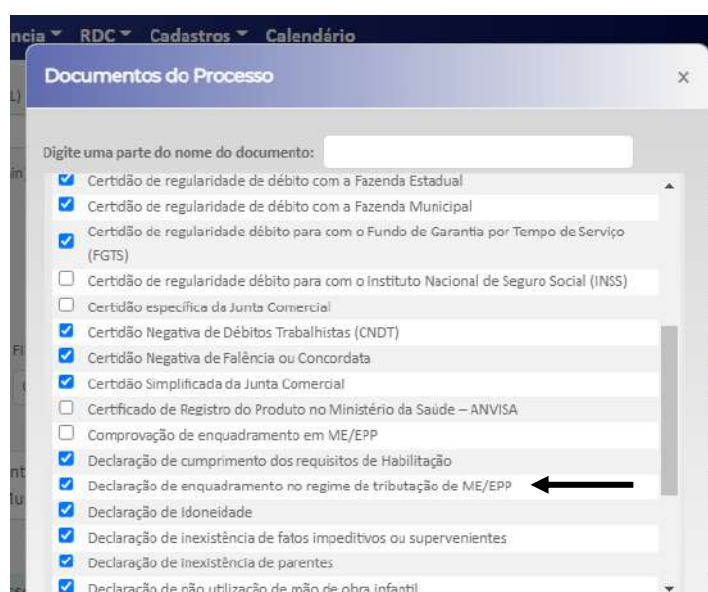 ncia RDC Cadastros Calendário
Documentos do Processo
Digite uma parte do nome do documento:
Certidão de regularidade de débito com a Fazenda Estadual
Certidão de regularidade de débito com a Fazenda Municipal
Certidão de regularidade débito para com o Fundo de Garantia por Tempo de Serviço
(FGTS)
Certidão de regularidade débito para com o Instituto Nacional de Seguro Social (INSS)
Certidão específica da Junta Comercial
Certidão Negativa de Débitos Trabalhistas (CNDT)
Certidão Negativa de Falência ou Concordata
Certidão Simplificada da Junta Comercial
Certificado de Registro do Produto no Ministério da Saúde – ANVISA
Comprovação de enquadramento em ME/EPP
Declaração de cumprimento dos requisitos de Habilitação
Declaração de enquadramento no regime de tributação de ME/EPP
Declaração de Idoneidade
Declaração de inexistência de fatos impeditivos ou supervenientes
Declaração de inexistência de parentes
Declaração de não utilização de mão de obra infantil